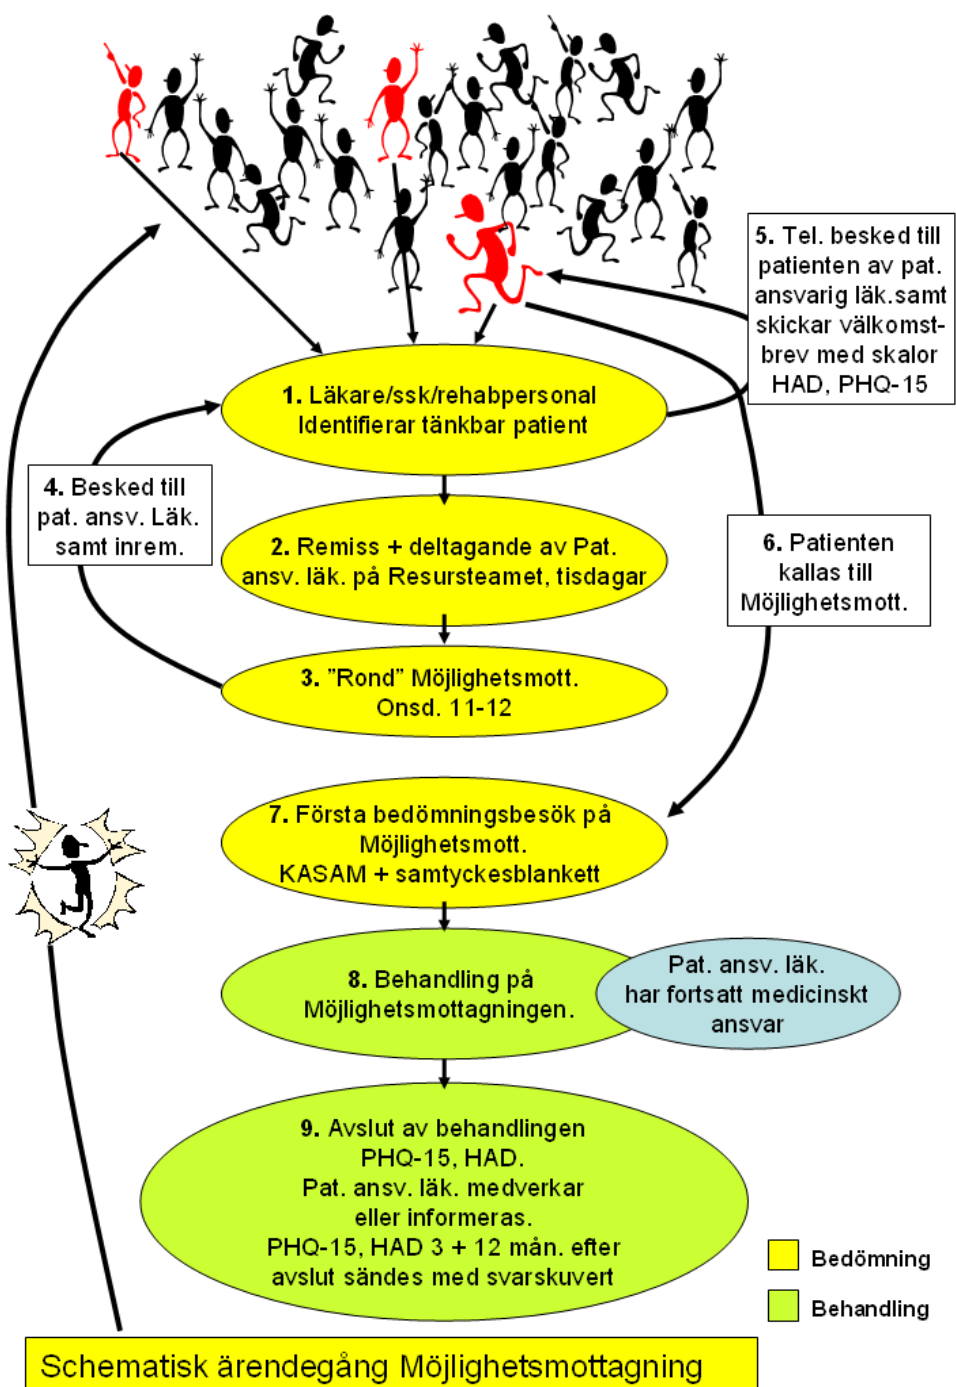 1. Läkare/ssk/rehabpersonal
Identifierar tänkbar patient
2. Remiss + deltagande av Pat.
ansv. läk. på Resursteamet, tisdagar
3. ”Rond” Möjlighetsmott.
Onsd. 11-12
4. Besked till
pat. ansv. Läk.
samt inrem.
5. Tel. besked till
patienten av pat.
ansvarig läk.samt
skickar välkomst-
brev med skalor
HAD, PHQ-15
6. Patienten
kallas till
Möjlighetsmott.
7. Första bedömningsbesök på
Möjlighetsmott.
KASAM + samtyckesblankett
8. Behandling på
Möjlighetsmottagningen.
Pat. ansv. läk.
har fortsatt medicinskt
ansvar
9. Avslut av behandlingen
PHQ-15, HAD.
Pat. ansv. läk. medverkar
eller informeras.
PHQ-15, HAD 3 + 12 mån. efter
avslut sändes med svarskuvert
Bedömning
Behandling
Schematisk ärendegång Möjlighetsmottagning